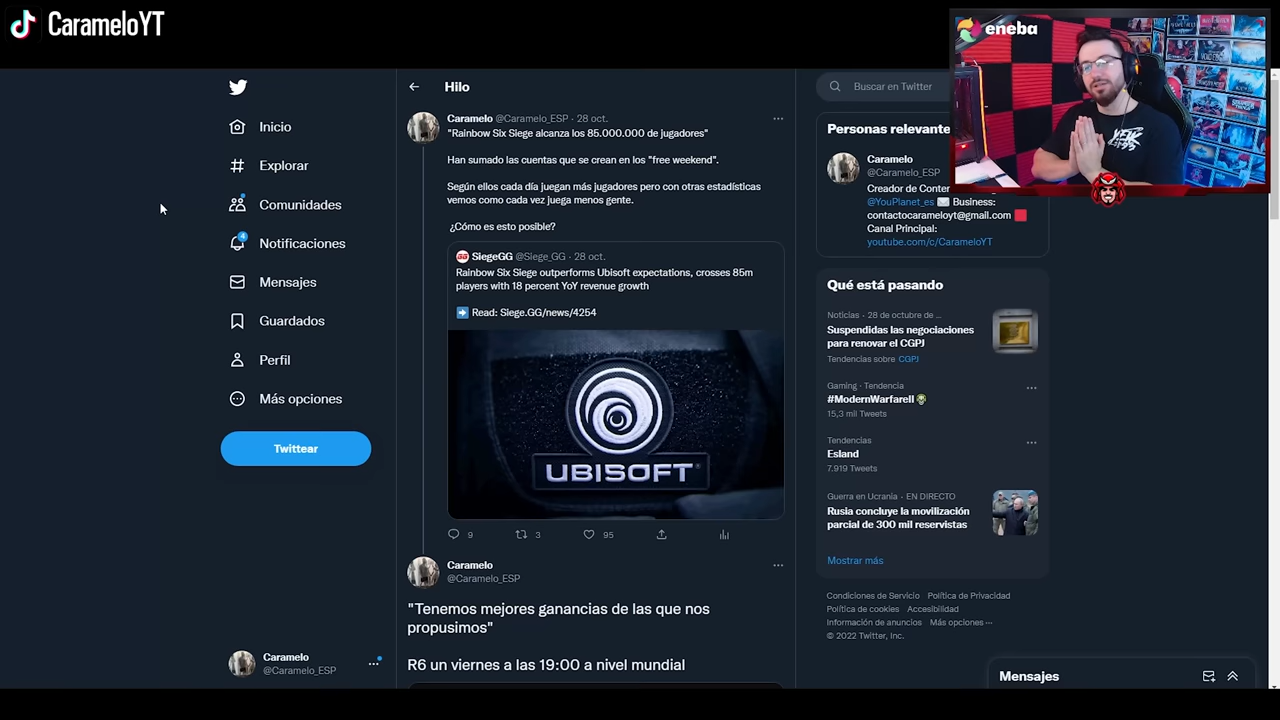 CarameloYT
eneba
Inicio
Explorar
Comunidades
4
Notificaciones
Mensajes
Guardados
Perfil
Más opciones
Twittear
Caramelo
@Caramelo_ESP
Hilo
Caramelo @Caramelo_ESP · 28 oct.
"Rainbow Six Siege alcanza los 85.000.000 de jugadores"
Han sumado las cuentas que se crean en los "free weekend".
Según ellos cada día juegan más jugadores pero con otras estadísticas
vemos como cada vez juega menos gente.
¿Cómo es esto posible?
GG SiegeGG @Siege_GG · 28 oct.
Rainbow Six Siege outperforms Ubisoft expectations, crosses 85m
players with 18 percent YoY revenue growth
Read: Siege.GG/news/4254
UBISOFT
9 3 95
Caramelo
@Caramelo_ESP
"Tenemos mejores ganancias de las que nos
propusimos"
R6 un viernes a las 19:00 a nivel mundial
Buscar en Twitter
Personas relevante
Caramelo
@Caramelo_ESP
Creador de Conter
@YouPlanet_es Business:
contactocarameloyt@gmail.com
Canal Principal:
youtube.com/c/CarameloYT
Qué está pasando
Noticias · 28 de octubre de ...
Suspendidas las negociaciones
para renovar el CGPJ
Tendencias sobre CGPJ
Gaming · Tendencia
#ModernWarfareII
15,3 mil Tweets
Tendencias
Esland
7.919 Tweets
Guerra en Ucrania · EN DIRECTO
Rusia concluye la movilización
parcial de 300 mil reservistas
Mostrar más
Condiciones de Servicio Política de Privacidad
Política de cookies Accesibilidad
Información de anuncios Más opciones ···
© 2022 Twitter, Inc.
Mensajes